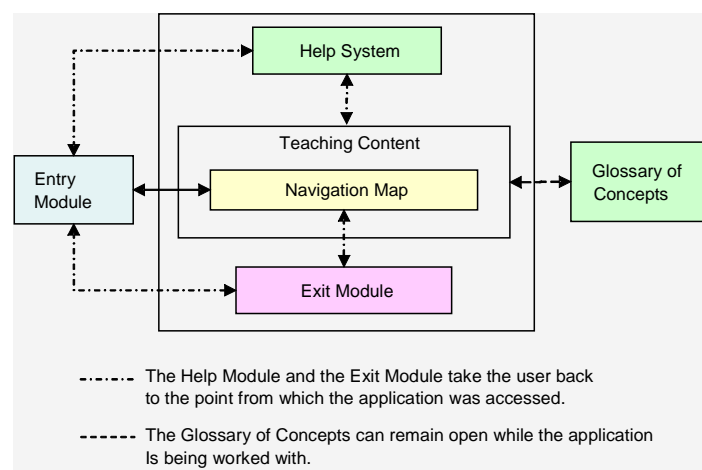 Help System
Teaching Content
Entry
Module
Navigation Map
Glossary of
Concepts
Exit Module
The Help Module and the Exit Module take the user back
to the point from which the application was accessed.
The Glossary of Concepts can remain open while the application
Is being worked with.